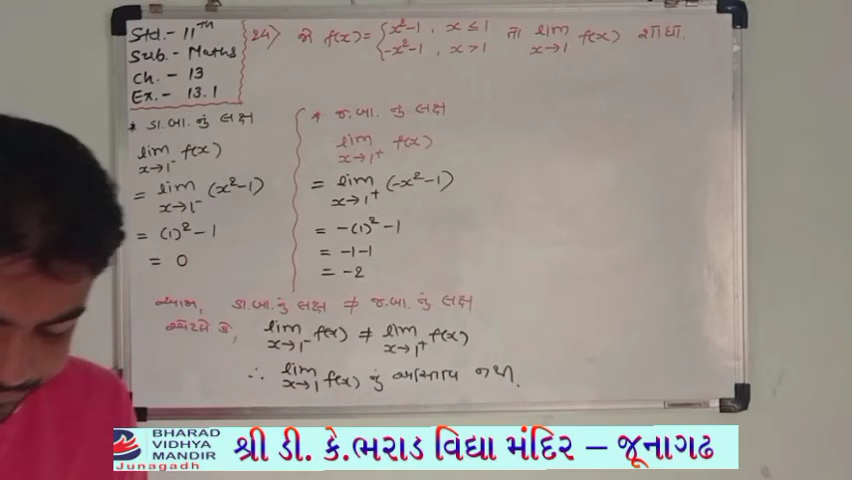 Std.- 11th
Sub.- Maths
Ch. - 13
Ex.- 13.1
24) જો f(x) = { x²-1 , x ≤ 1
-x²-1 , x > 1 તો lim x→1 f(x) શોધો.
* ડા.બા.નું લક્ષ
lim x→1⁻ f(x)
= lim x→1⁻ (x²-1)
= (1)² - 1
= 0
* જ.બા.નું લક્ષ
lim x→1⁺ f(x)
= lim x→1⁺ (-x²-1)
= -(1)² - 1
= -1-1
= -2
આમ, ડા.બા.નું લક્ષ ≠ જ.બા.નું લક્ષ
એટલે કે, lim x→1⁻ f(x) ≠ lim x→1⁺ f(x)
∴ lim x→1 f(x) નું અસ્તિત્વ નથી.
BHARAD
VIDHYA
MANDIR
Junagadh
શ્રી ડી. કે.ભરાડ વિદ્યા મંદિર – જૂનાગઢ